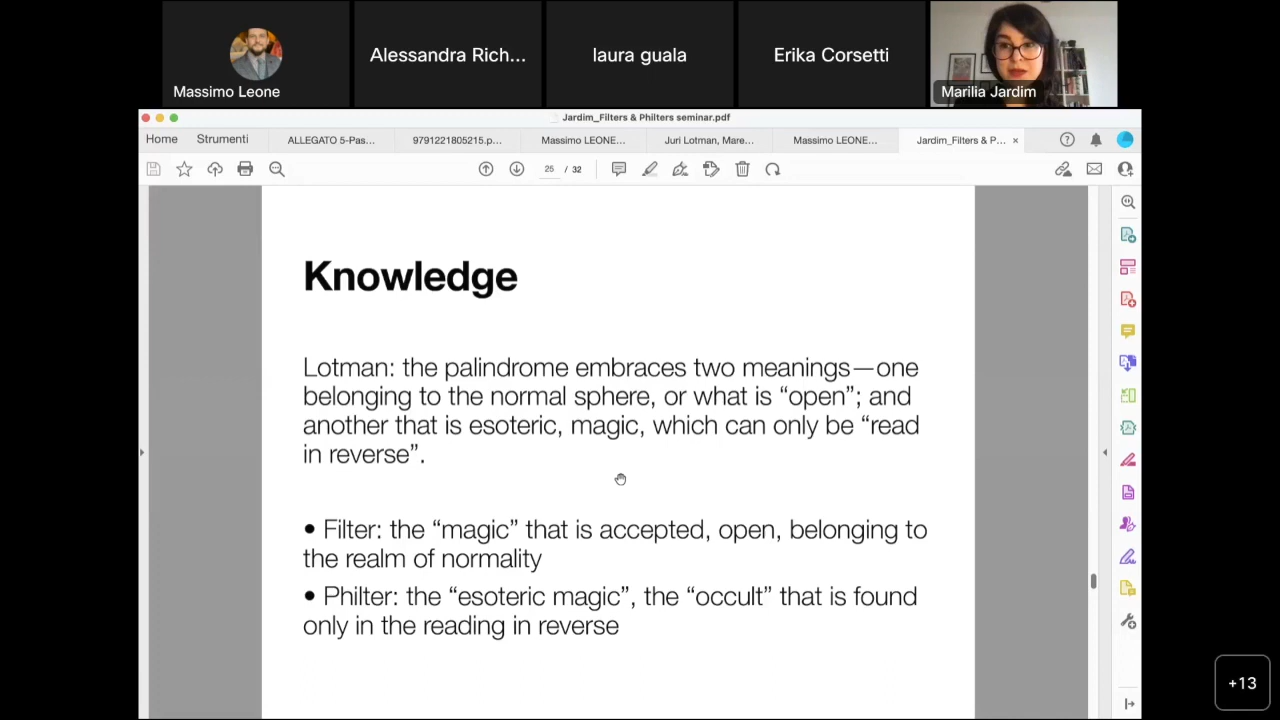 Massimo Leone
Alessandra Rich...
laura guala
Erika Corsetti
Marilia Jardim
Jardim_Filters & Philters seminar.pdf
Home
Strumenti
ALLEGATO 5-Pas...
9791221805215.p...
Massimo LEONE...
Juri Lotman, Mare...
Massimo LEONE...
Jardim_Filters & P... ×
25 / 32
Knowledge
Lotman: the palindrome embraces two meanings—one
belonging to the normal sphere, or what is “open”; and
another that is esoteric, magic, which can only be “read
in reverse”.
• Filter: the “magic” that is accepted, open, belonging to
the realm of normality
• Philter: the “esoteric magic”, the “occult” that is found
only in the reading in reverse
+13